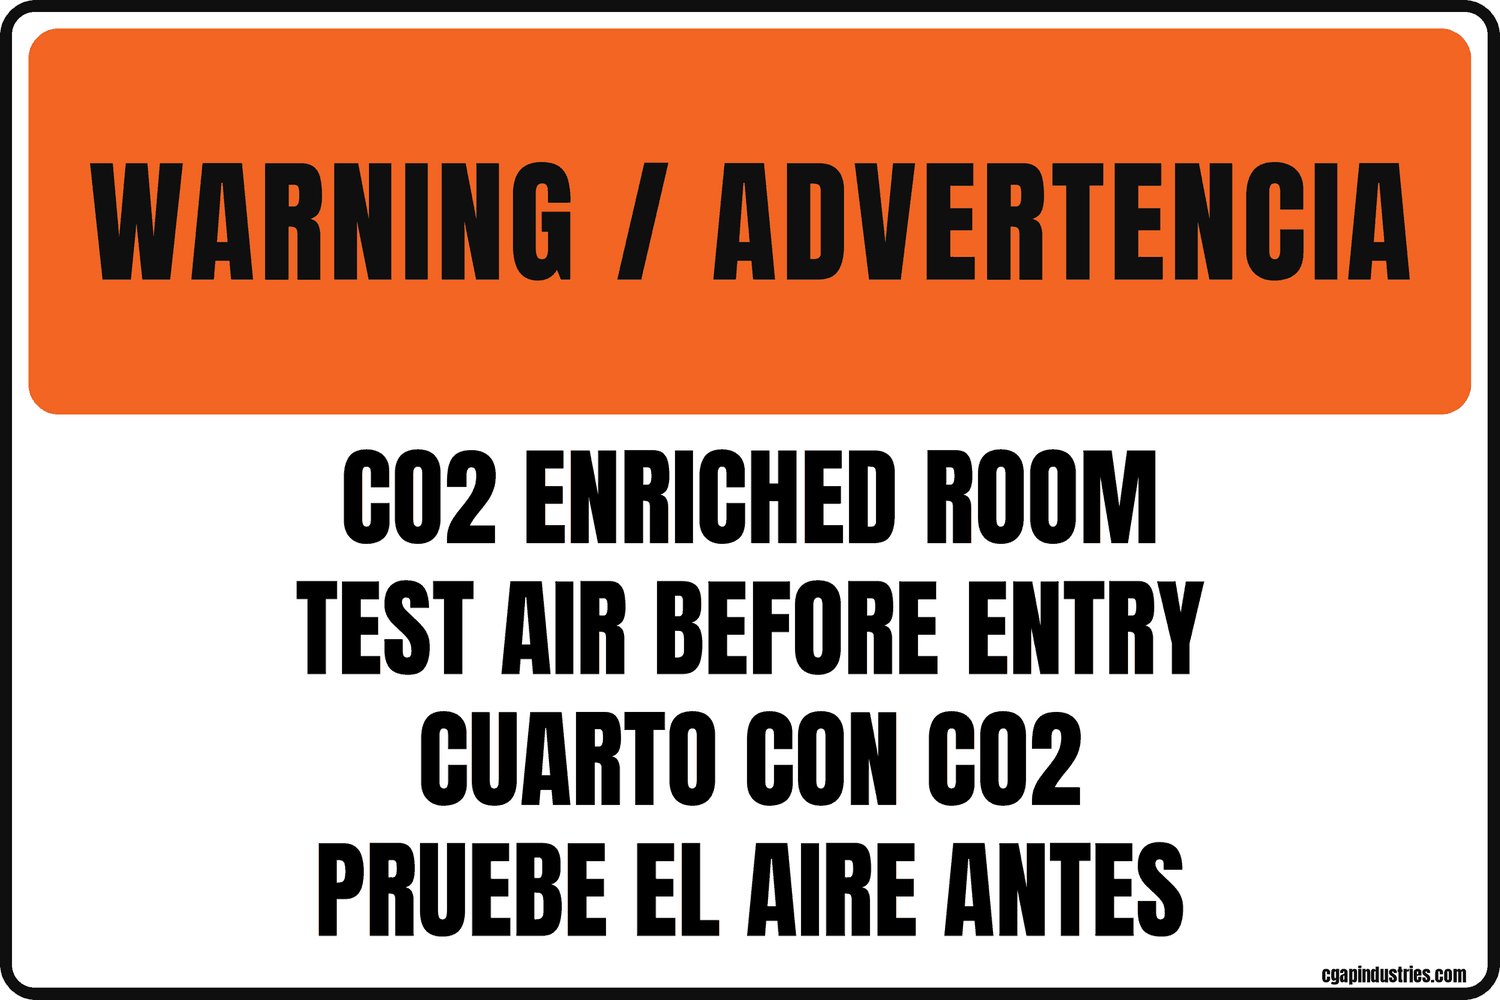 WARNING / ADVERTENCIA
CO2 ENRICHED ROOM
TEST AIR BEFORE ENTRY
CUARTO CON CO2
PRUEBE EL AIRE ANTES
cgapindustries.com